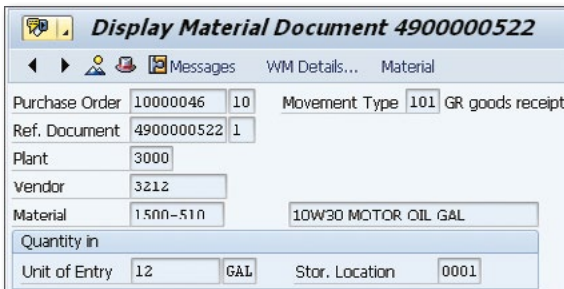 Display Material Document 4900000522
Messages WM Details... Material
Purchase Order 10000046 10 Movement Type 101 GR goods receipt
Ref. Document 4900000522 1
Plant 3000
Vendor 3212
Material 1500-510 10W30 MOTOR OIL GAL
Quantity in
Unit of Entry 12 GAL Stor. Location 0001